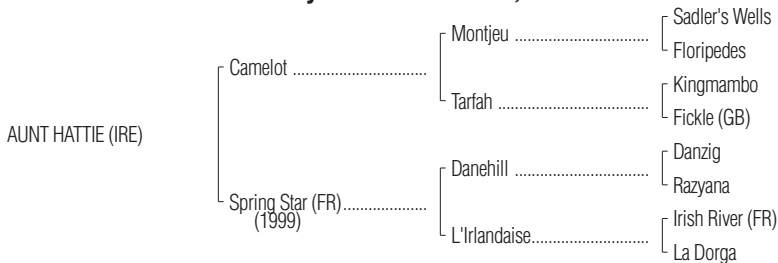 Sadler's Wells
Montjeu
Floripedes
Camelot
Kingmambo
Tarfah
Fickle (GB)
AUNT HATTIE (IRE)
Danzig
Danehill
Razyana
Spring Star (FR)
(1999)
Irish River (FR)
L'Irlandaise
La Dorga